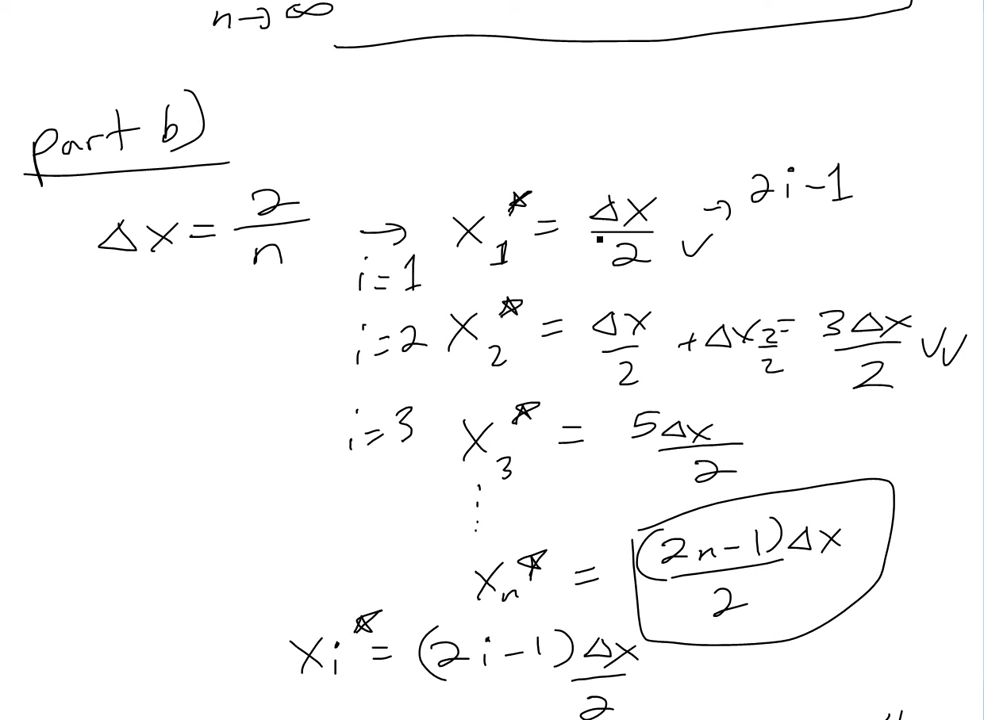 n→∞
part b)
Δx = 2/n → x₁* = Δx/2 ✓ → 2i-1
i=1
i=2 x₂* = Δx/2 + Δx 2/2 = 3Δx/2 ✓✓
i=3 x₃* = 5Δx/2
⋮
xₙ* = (2n-1)Δx/2
xi* = (2i-1) Δx/2